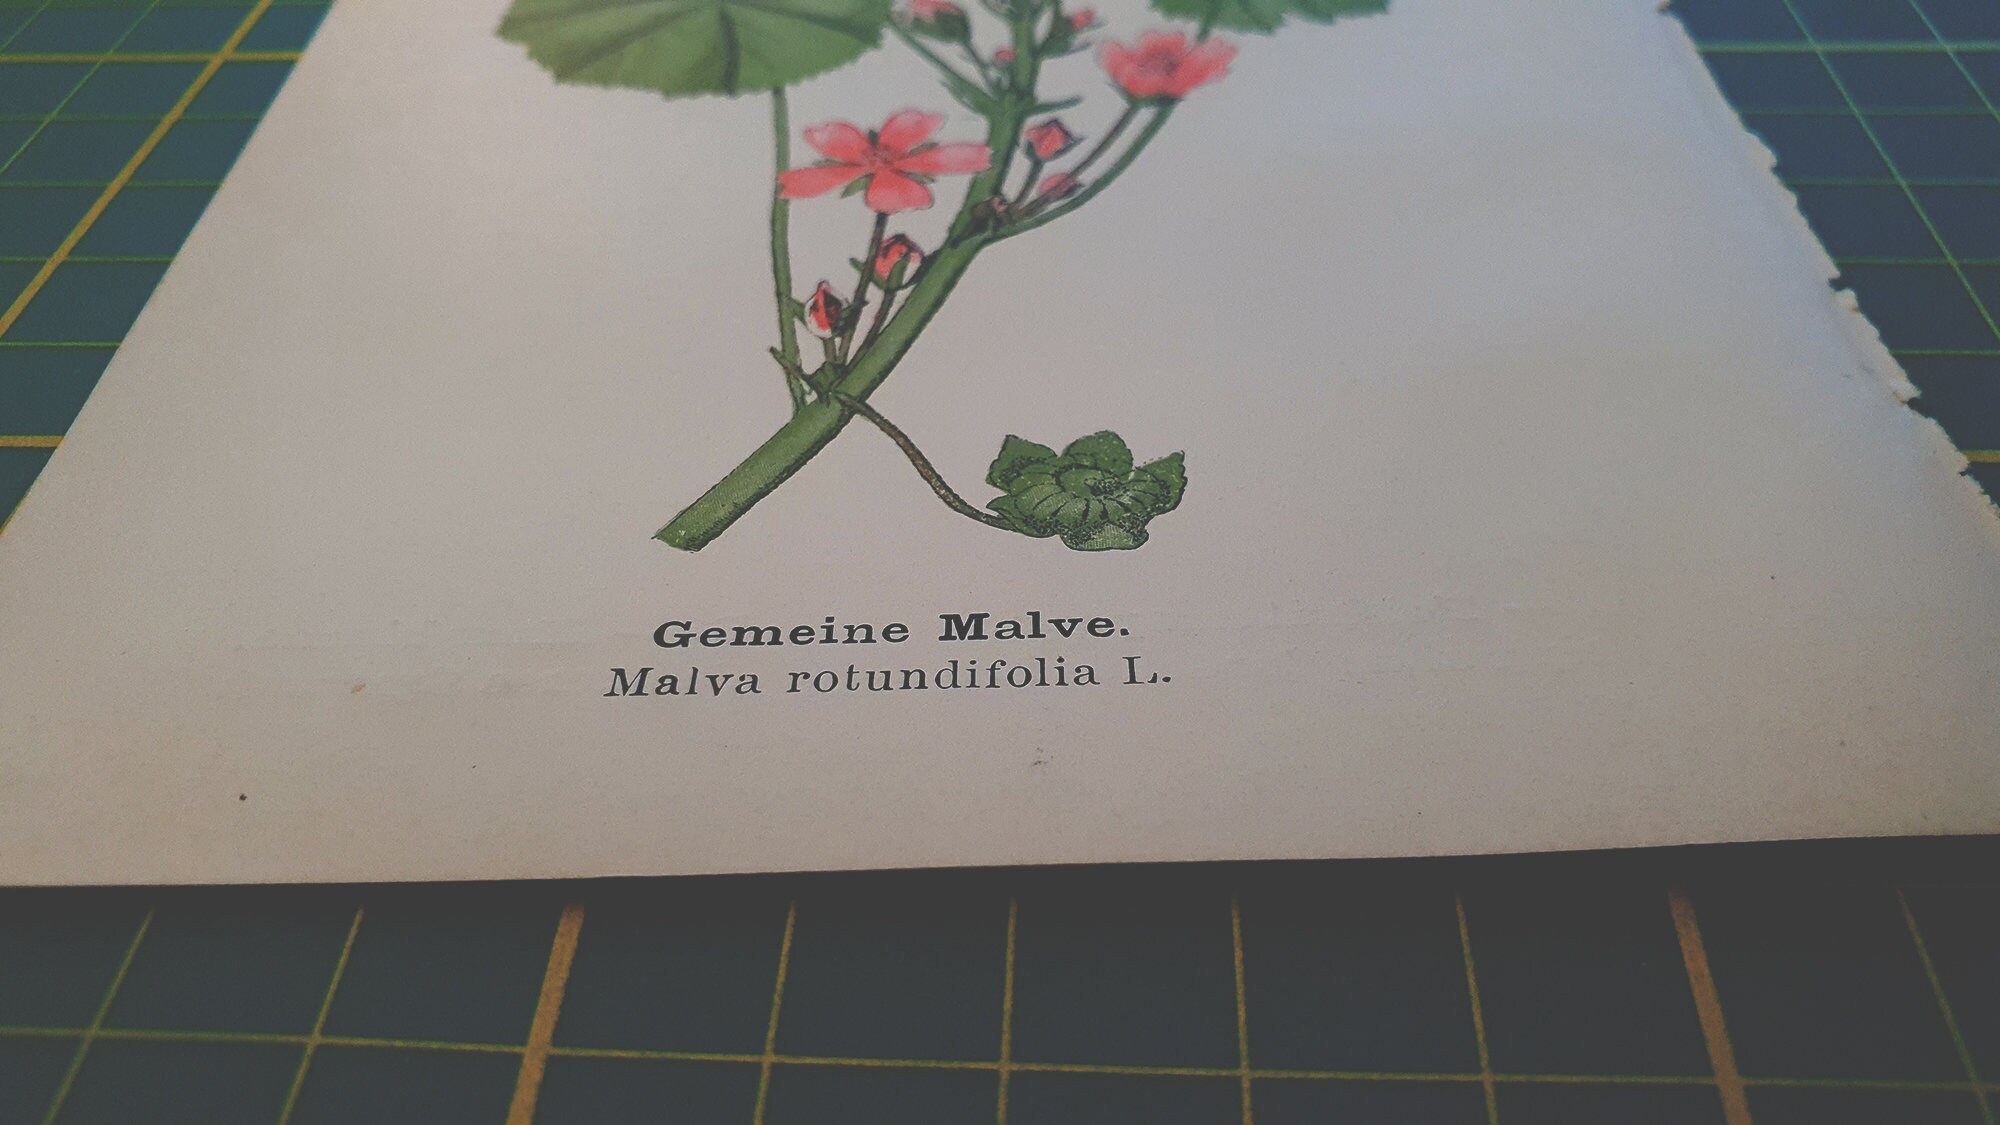 Gemeine Malve.
Malva rotundifolia L.